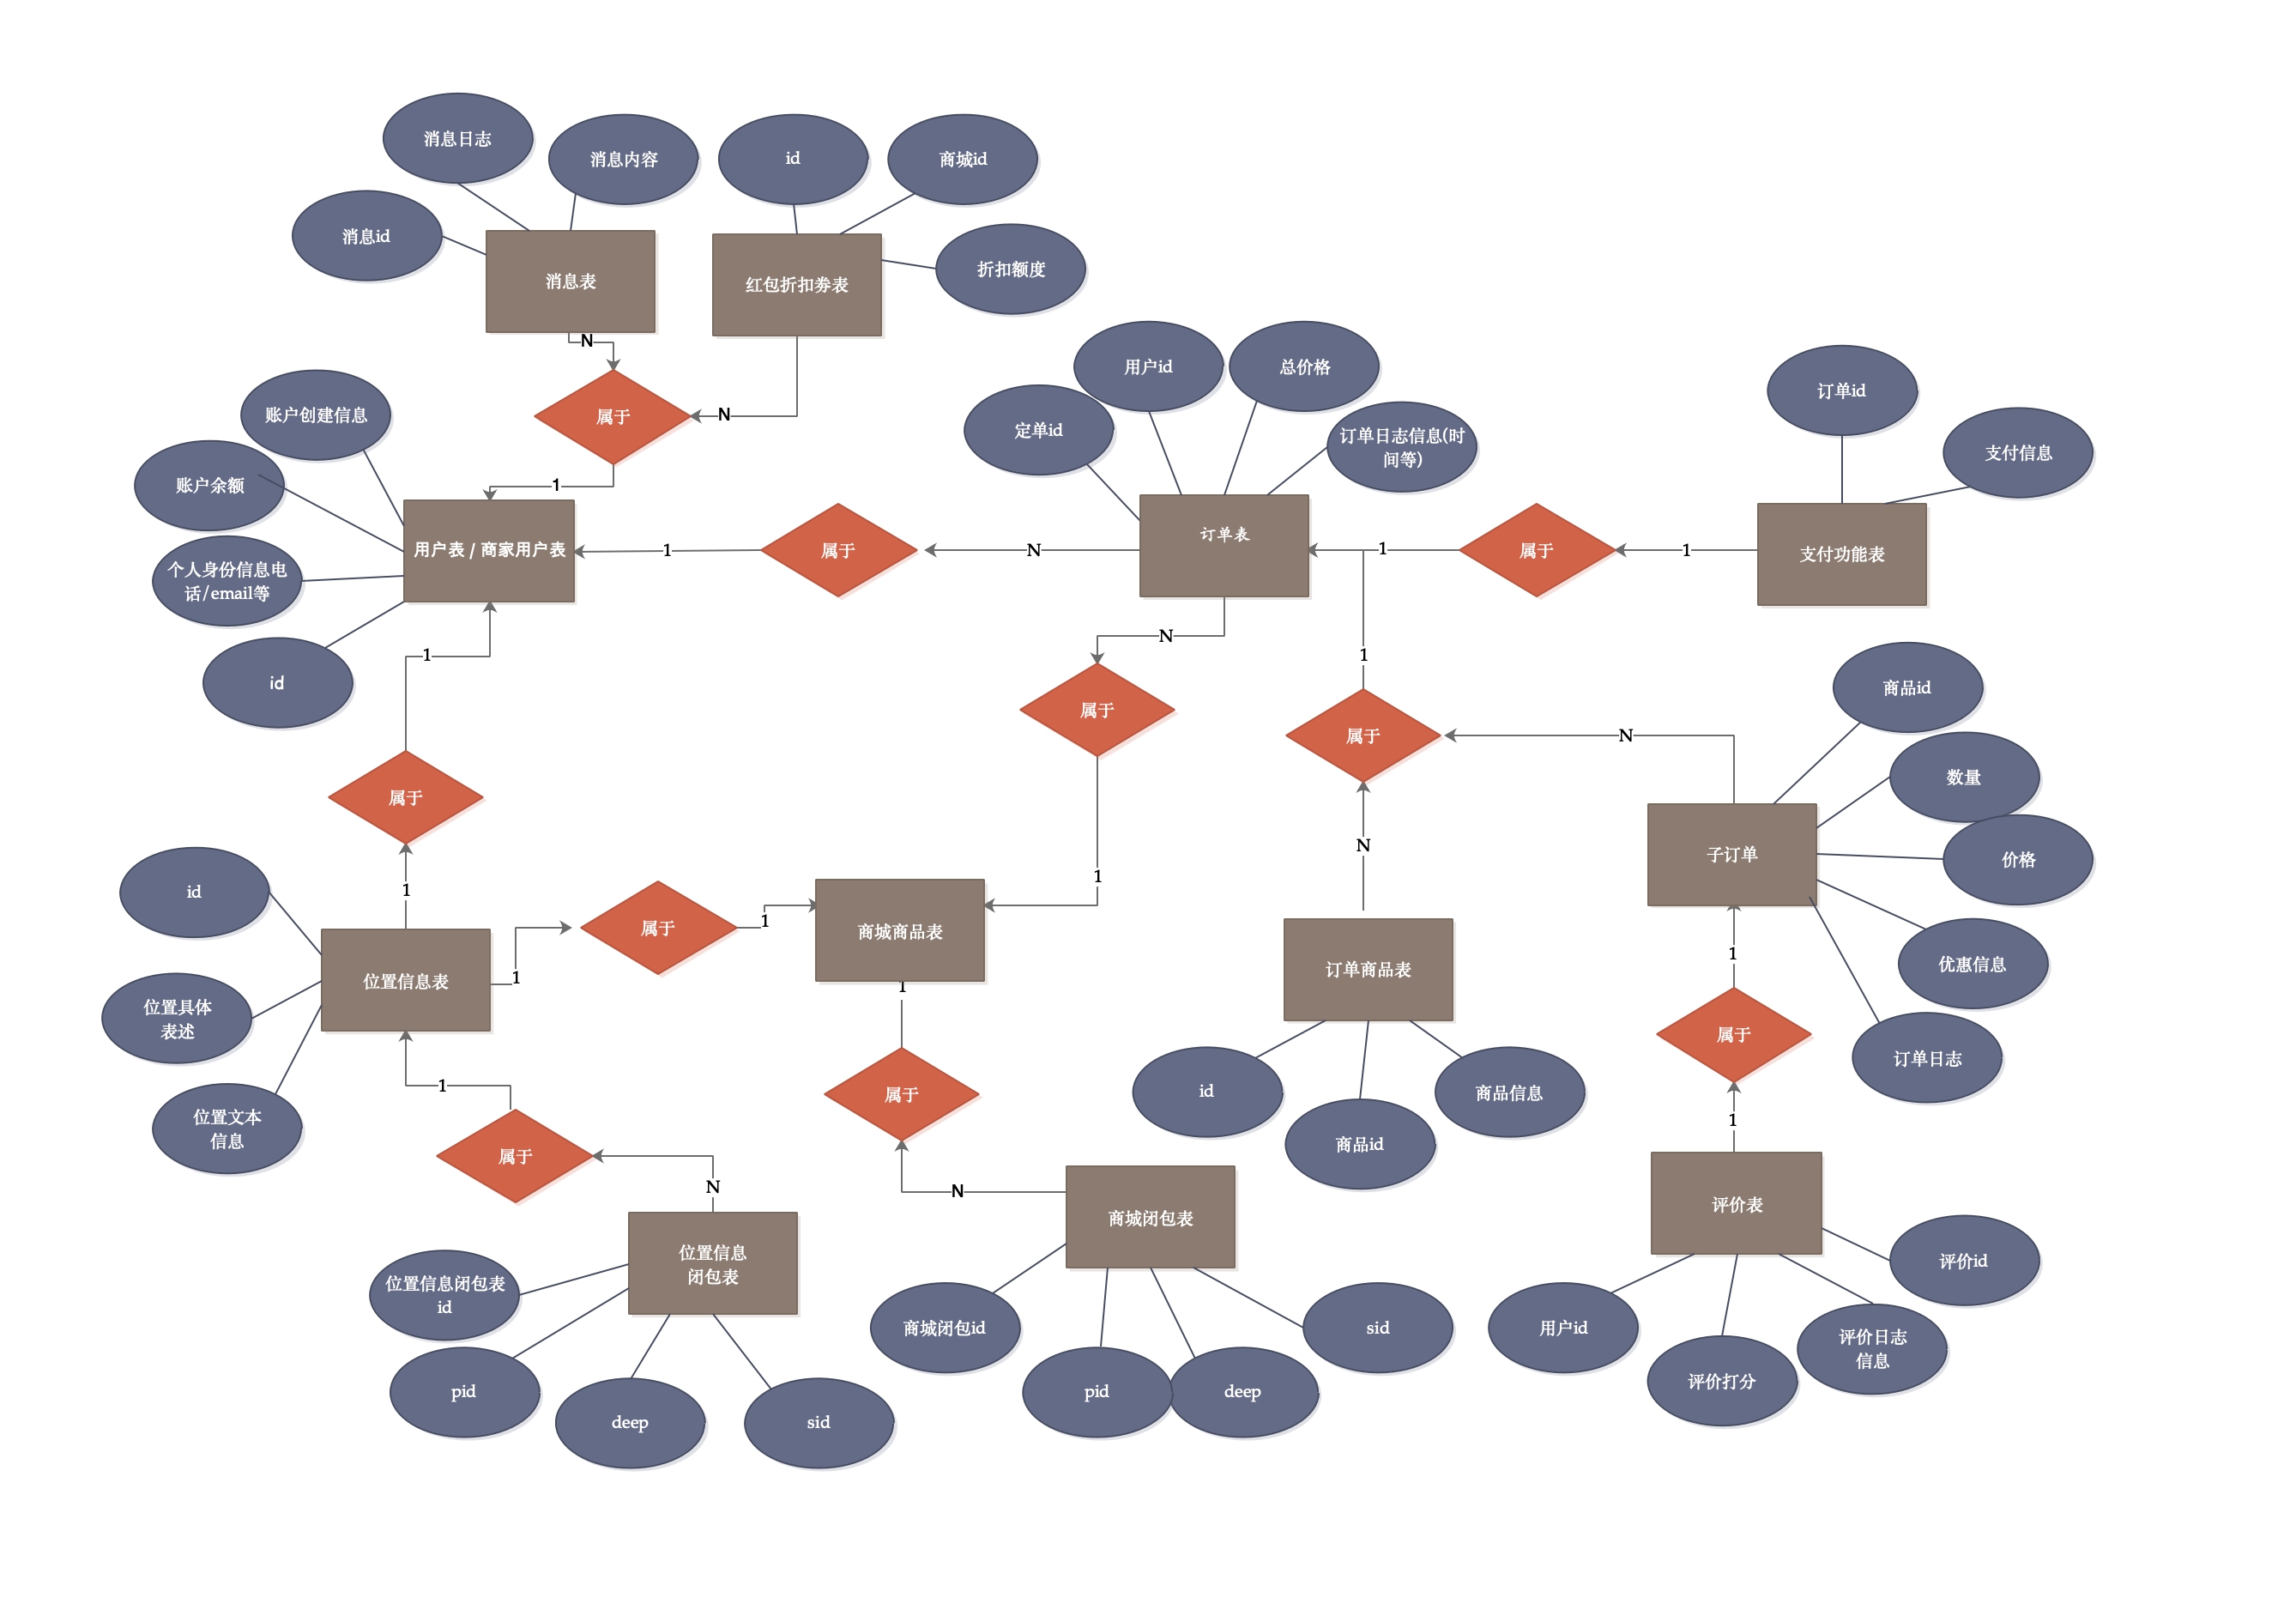 消息日志
消息内容
id
商城id
消息id
折扣额度
消息表
红包折扣券表
N
用户id
总价格
订单id
账户创建信息
属于
N
定单id
订单日志信息(时
间等)
支付信息
账户余额
1
订单表
用户表 / 商家用户表
1
属于
N
1
属于
1
支付功能表
个人身份信息电
话/email等
N
1
1
id
商品id
属于
属于
N
数量
属于
N
子订单
价格
1
1
id
1
属于
商城商品表
1
位置信息表
1
订单商品表
优惠信息
位置具体
表述
1
属于
订单日志
1
属于
id
商品id
商品信息
1
位置文本
信息
属于
N
N
商城闭包表
评价表
位置信息
闭包表
评价id
位置信息闭包表
id
商城闭包id
sid
用户id
评价日志
信息
pid
deep
sid
pid
deep
评价打分